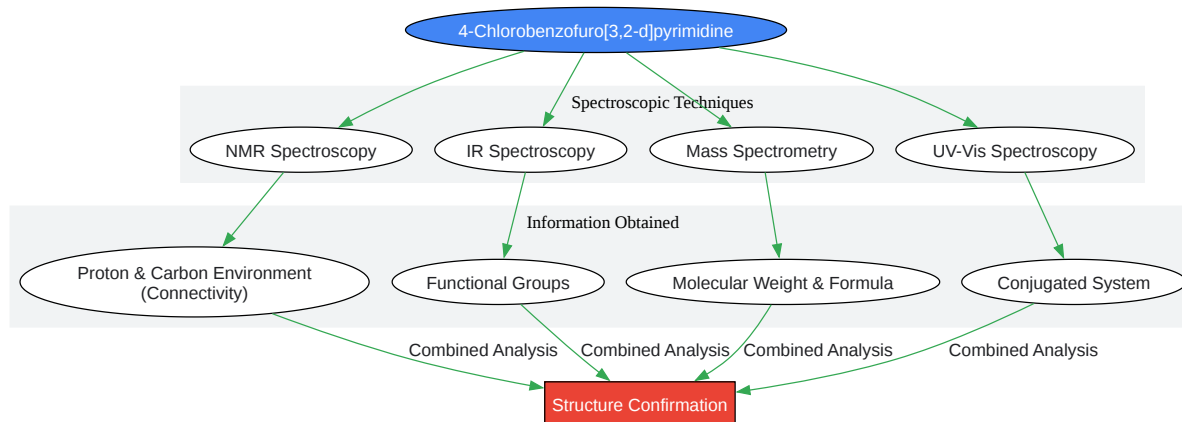 4-Chlorobenzofuro[3,2-d]pyrimidine
Spectroscopic Techniques
NMR Spectroscopy
IR Spectroscopy
Mass Spectrometry
UV-Vis Spectroscopy
Information Obtained
Proton & Carbon Environment
(Connectivity)
Functional Groups
Molecular Weight & Formula
Conjugated System
Combined Analysis
Combined Analysis
Combined Analysis
Combined Analysis
Structure Confirmation